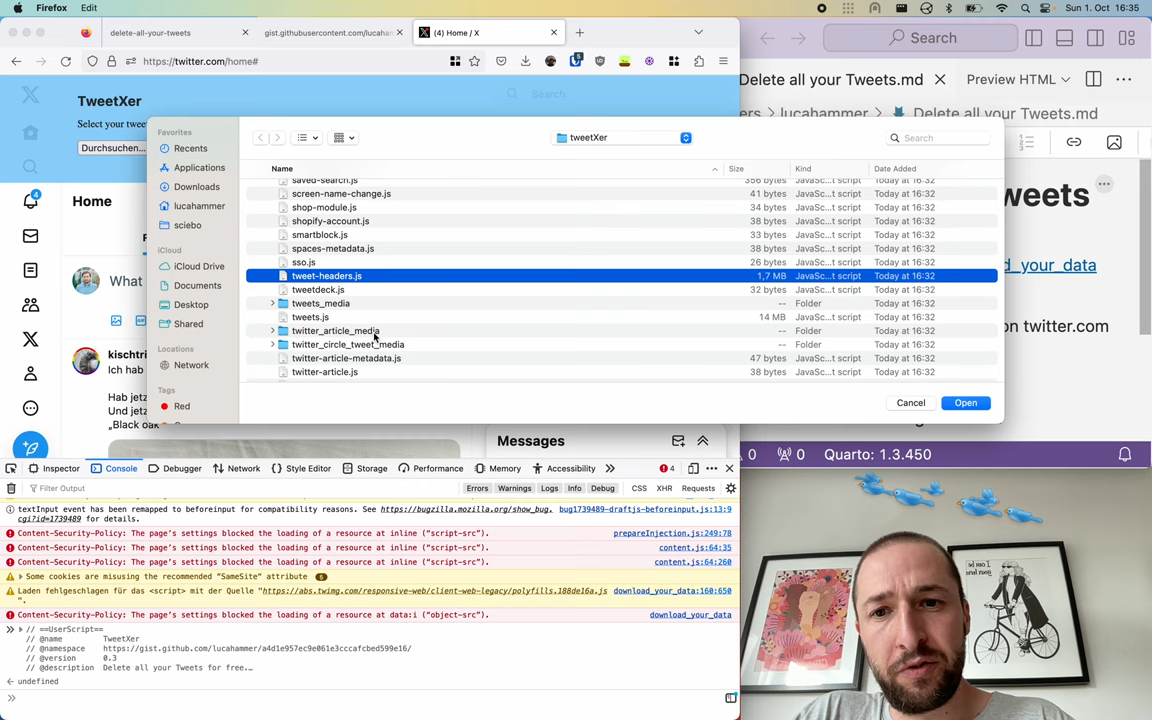 Firefox Edit Sun 1. Oct 16:35
delete-all-your-tweets
gist.githubusercontent.com/lucaham
(4) Home / X
https://twitter.com/home#
5
TweetXer
Select your twee
Durchsuchen...
Search
4
Home
What
kischtri
Ich hab
Hab jetz
Und jetz
„Black oak
Messages
Favorites
Recents
Applications
Downloads
lucahammer
sciebo
iCloud
iCloud Drive
Documents
Desktop
Shared
Locations
Network
Tags
Red
tweetXer
Search
Name Size Kind Date Added
saved-search.js 356 bytes JavaSc...t script Today at 16:32
screen-name-change.js 41 bytes JavaSc...t script Today at 16:32
shop-module.js 34 bytes JavaSc...t script Today at 16:32
shopify-account.js 38 bytes JavaSc...t script Today at 16:32
smartblock.js 33 bytes JavaSc...t script Today at 16:32
spaces-metadata.js 38 bytes JavaSc...t script Today at 16:32
sso.js 26 bytes JavaSc...t script Today at 16:32
tweet-headers.js 1,7 MB JavaSc...t script Today at 16:32
tweetdeck.js 32 bytes JavaSc...t script Today at 16:32
tweets_media -- Folder Today at 16:32
tweets.js 14 MB JavaSc...t script Today at 16:32
twitter_article_media -- Folder Today at 16:32
twitter_circle_tweet_media -- Folder Today at 16:32
twitter-article-metadata.js 47 bytes JavaSc...t script Today at 16:32
twitter-article.js 38 bytes JavaSc...t script Today at 16:32
Cancel Open
Search
Delete all your Tweets.md
Preview HTML
ers > lucahammer > Delete all your Tweets.md
weets
d_your_data
on twitter.com
0 0 Quarto: 1.3.450
Inspector Console Debugger Network Style Editor Storage Performance Memory Accessibility 4
Filter Output Errors Warnings Logs Info Debug CSS XHR Requests
textInput event has been remapped to beforeinput for compatibility reasons. See https://bugzilla.mozilla.org/show_bug. bug1739489-draftjs-beforeinput.js:13:9
cgi?id=1739489 for details.
Content-Security-Policy: The page's settings blocked the loading of a resource at inline ("script-src"). prepareInjection.js:249:78
Content-Security-Policy: The page's settings blocked the loading of a resource at inline ("script-src"). content.js:64:35
Content-Security-Policy: The page's settings blocked the loading of a resource at inline ("script-src"). content.js:64:260
Some cookies are misusing the recommended "SameSite" attribute 5
Laden fehlgeschlagen für das <script> mit der Quelle "https://abs.twimg.com/responsive-web/client-web-legacy/polyfills.188de16a.js download_your_data:160:650
".
Content-Security-Policy: The page's settings blocked the loading of a resource at data:i ("object-src"). download_your_data
// ==UserScript==
// @name TweetXer
// @namespace https://gist.github.com/lucahammer/a4d1e957ec9e061e3cccafcbed599e16/
// @version 0.3
// @description Delete all your Tweets for free.…
undefined